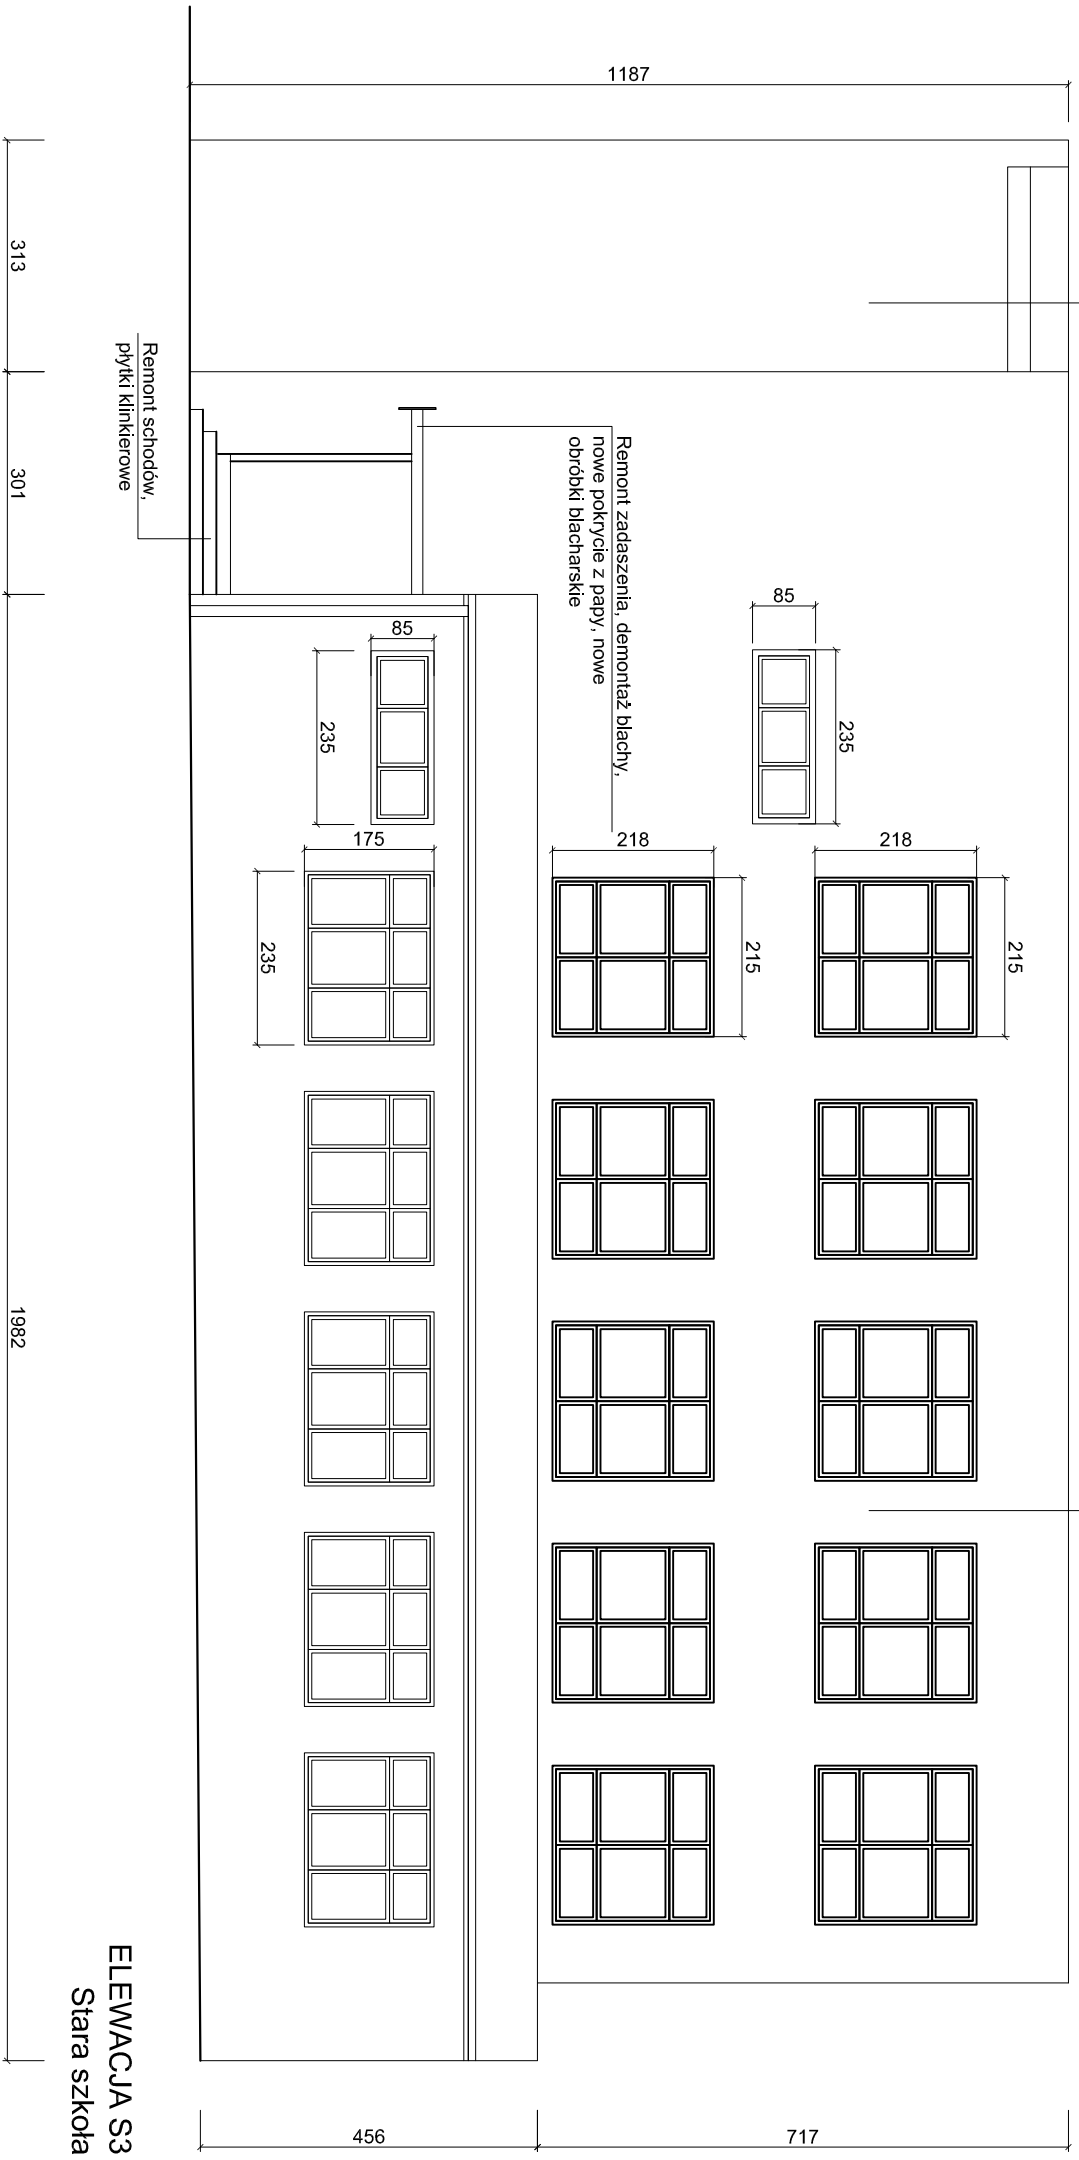 1187
313
301
1982
Remont schodów,
płytki klinkierowe
Remont zadaszenia, demontaż blachy,
nowe pokrycie z papy, nowe
obróbki blacharskie
85
235
85
235
175
235
218
215
218
215
456
717
ELEWACJA S3
Stara szkoła